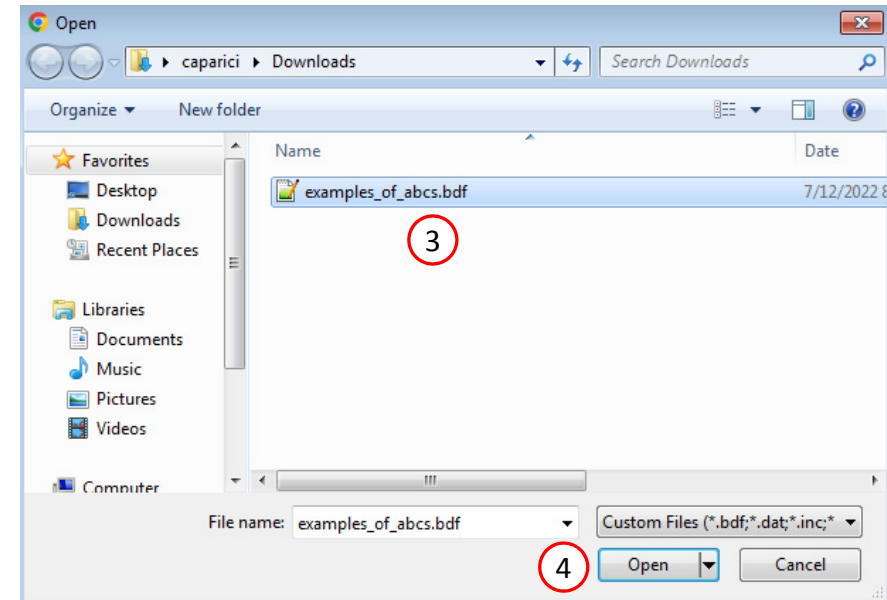 Open
caparici Downloads Search Downloads
Organize New folder
Favorites
Desktop
Downloads
Recent Places
Libraries
Documents
Music
Pictures
Videos
Computer
Name Date
examples_of_abcs.bdf 7/12/2022 8
3
File name: examples_of_abcs.bdf Custom Files (*.bdf;*.dat;*.inc;*
4 Open Cancel